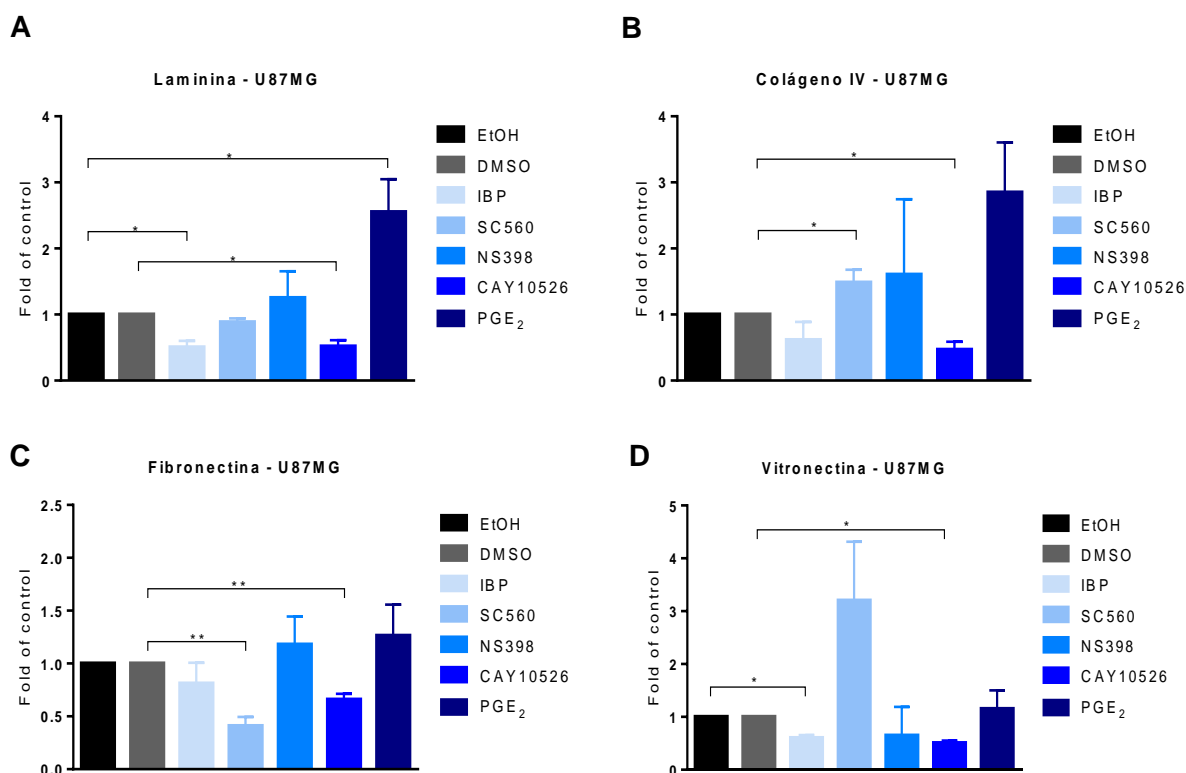 A
Laminina - U87MG
Fold of control
4
3
2
1
0
*
*
*
EtOH
DMSO
IBP
SC560
NS398
CAY10526
PGE₂
B
Colágeno IV - U87MG
Fold of control
4
3
2
1
0
*
*
EtOH
DMSO
IBP
SC560
NS398
CAY10526
PGE₂
C
Fibronectina - U87MG
Fold of control
2.5
2.0
1.5
1.0
0.5
0.0
**
**
EtOH
DMSO
IBP
SC560
NS398
CAY10526
PGE₂
D
Vitronectina - U87MG
Fold of control
5
4
3
2
1
0
*
*
EtOH
DMSO
IBP
SC560
NS398
CAY10526
PGE₂